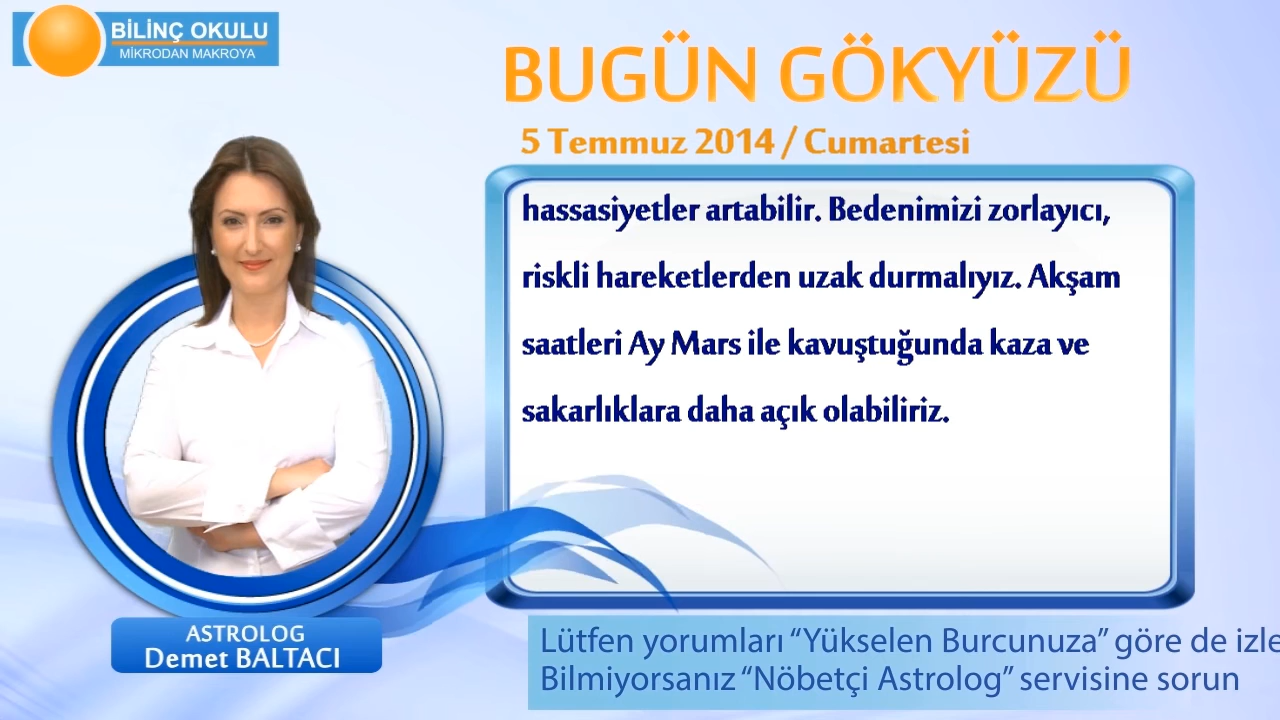 BİLİNÇ OKULU
MİKRODAN MAKROYA
BUGÜN GÖKYÜZÜ
5 Temmuz 2014 / Cumartesi
hassasiyetler artabilir. Bedenimizi zorlayıcı,
riskli hareketlerden uzak durmalıyız. Akşam
saatleri Ay Mars ile kavuştuğunda kaza ve
sakarlıklara daha açık olabiliriz.
ASTROLOG
Demet BALTACI
Lütfen yorumları “Yükselen Burcunuza” göre de izle
Bilmiyorsanız “Nöbetçi Astrolog” servisine sorun